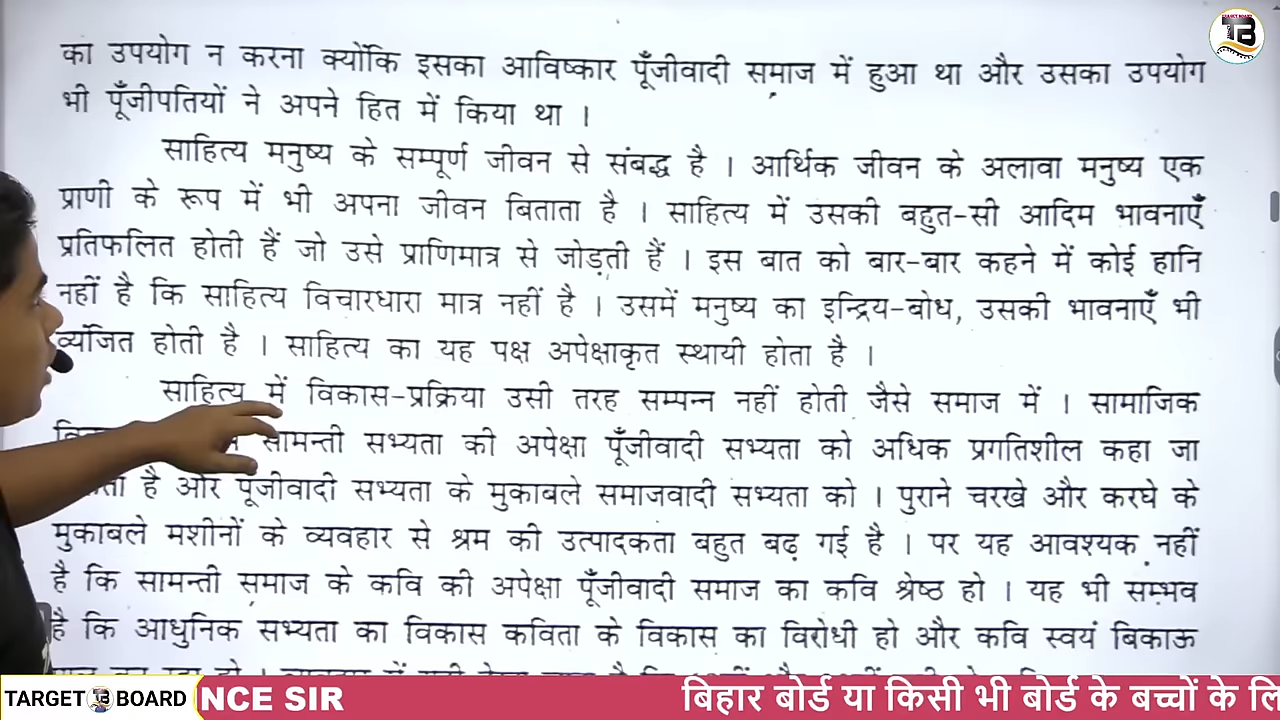 का उपयोग न करना क्योंकि इसका आविष्कार पूँजीवादी समाज में हुआ था और उसका उपयोग
भी पूँजीपतियों ने अपने हित में किया था ।
साहित्य मनुष्य के सम्पूर्ण जीवन से संबद्ध है । आर्थिक जीवन के अलावा मनुष्य एक
प्राणी के रूप में भी अपना जीवन बिताता है । साहित्य में उसकी बहुत-सी आदिम भावनाएँ
प्रतिफलित होती हैं जो उसे प्राणिमात्र से जोड़ती हैं । इस बात को बार-बार कहने में कोई हानि
नहीं है कि साहित्य विचारधारा मात्र नहीं है । उसमें मनुष्य का इन्द्रिय-बोध, उसकी भावनाएँ भी
व्यंजित होती है । साहित्य का यह पक्ष अपेक्षाकृत स्थायी होता है ।
साहित्य में विकास-प्रक्रिया उसी तरह सम्पन्न नहीं होती जैसे समाज में । सामाजिक
सामन्ती सभ्यता की अपेक्षा पूँजीवादी सभ्यता को अधिक प्रगतिशील कहा जा
है और पूंजीवादी सभ्यता के मुकाबले समाजवादी सभ्यता को । पुराने चरखे और करघे के
मुकाबले मशीनों के व्यवहार से श्रम की उत्पादकता बहुत बढ़ गई है । पर यह आवश्यक नहीं
है कि सामन्ती समाज के कवि की अपेक्षा पूँजीवादी समाज का कवि श्रेष्ठ हो । यह भी सम्भव
है कि आधुनिक सभ्यता का विकास कविता के विकास का विरोधी हो और कवि स्वयं बिकाऊ
TARGET TB BOARD
NCE SIR
बिहार बोर्ड या किसी भी बोर्ड के बच्चों के लि
TARGET BOARD
TB